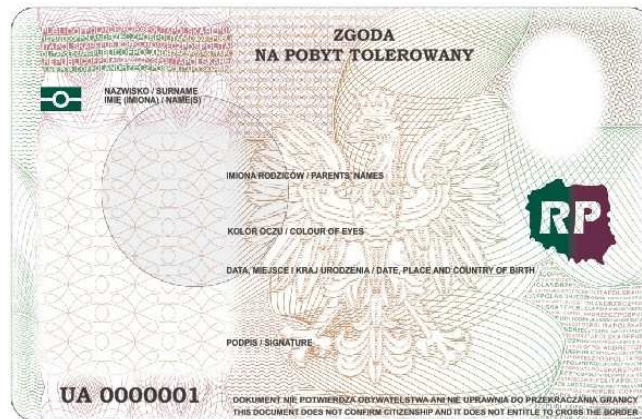 ZGODA
NA POBYT TOLEROWANY
NAZWISKO / SURNAME
IMIĘ (IMIONA) / NAME(S)
IMIONA RODZICÓW / PARENTS' NAMES
KOLOR OCZU / COLOUR OF EYES
DATA, MIEJSCE I KRAJ URODZENIA / DATE, PLACE AND COUNTRY OF BIRTH
RP
PODPIS / SIGNATURE
UA 0000001
DOKUMENT NIE POTWIERDZA OBYWATELSTWA ANI NIE UPRAWNIA DO PRZEKRACZANIA GRANICY
THIS DOCUMENT DOES NOT CONFIRM CITIZENSHIP AND IT DOES NOT ENTITLE TO CROSS THE BORDER